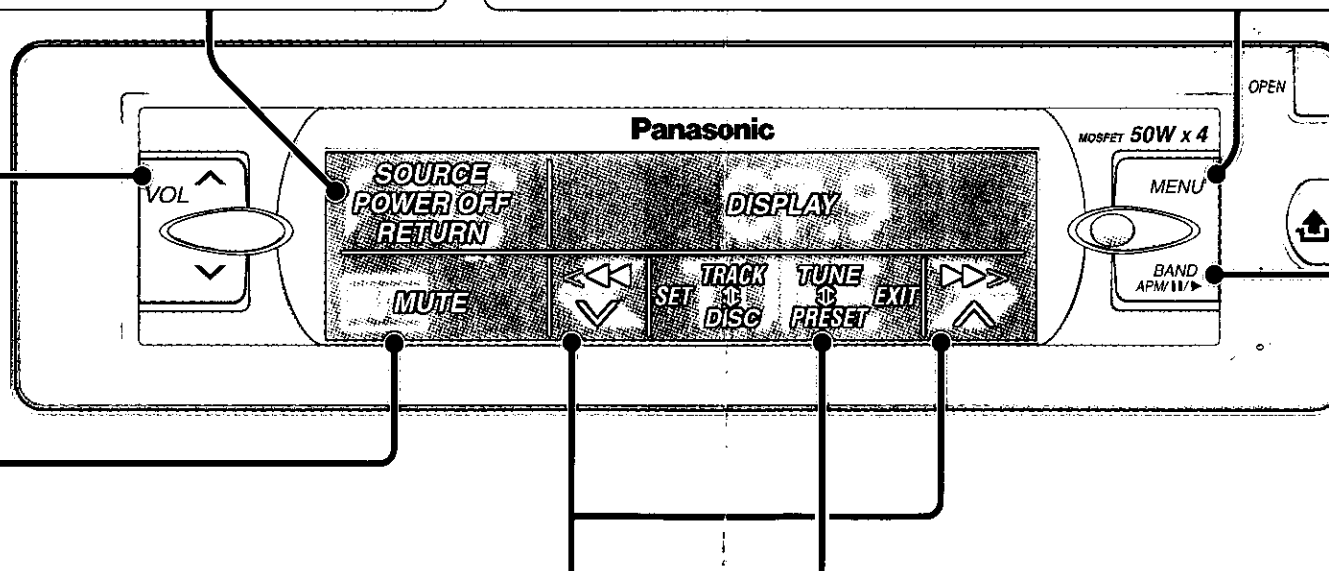 OPEN
Panasonic
MOSFET 50W x 4
VOL
SOURCE
POWER OFF
RETURN
DISPLAY
MENU
MUTE
SET
TRACK
DISC
TUNE
PRESET
EXIT
BAND
APM/